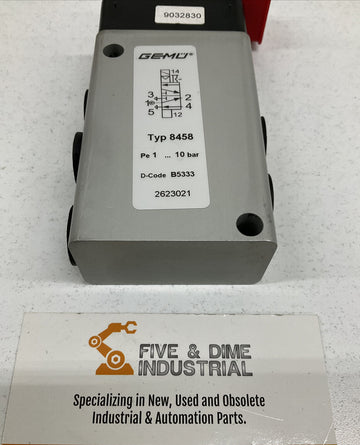 9032830
GEMÜ
14
3
1
5
2
4
12
Typ 8458
Pe 1 ... 10 bar
D-Code B5333
2623021
FIVE & DIME
INDUSTRIAL
Specializing in New, Used and Obsolete
Industrial & Automation Parts.